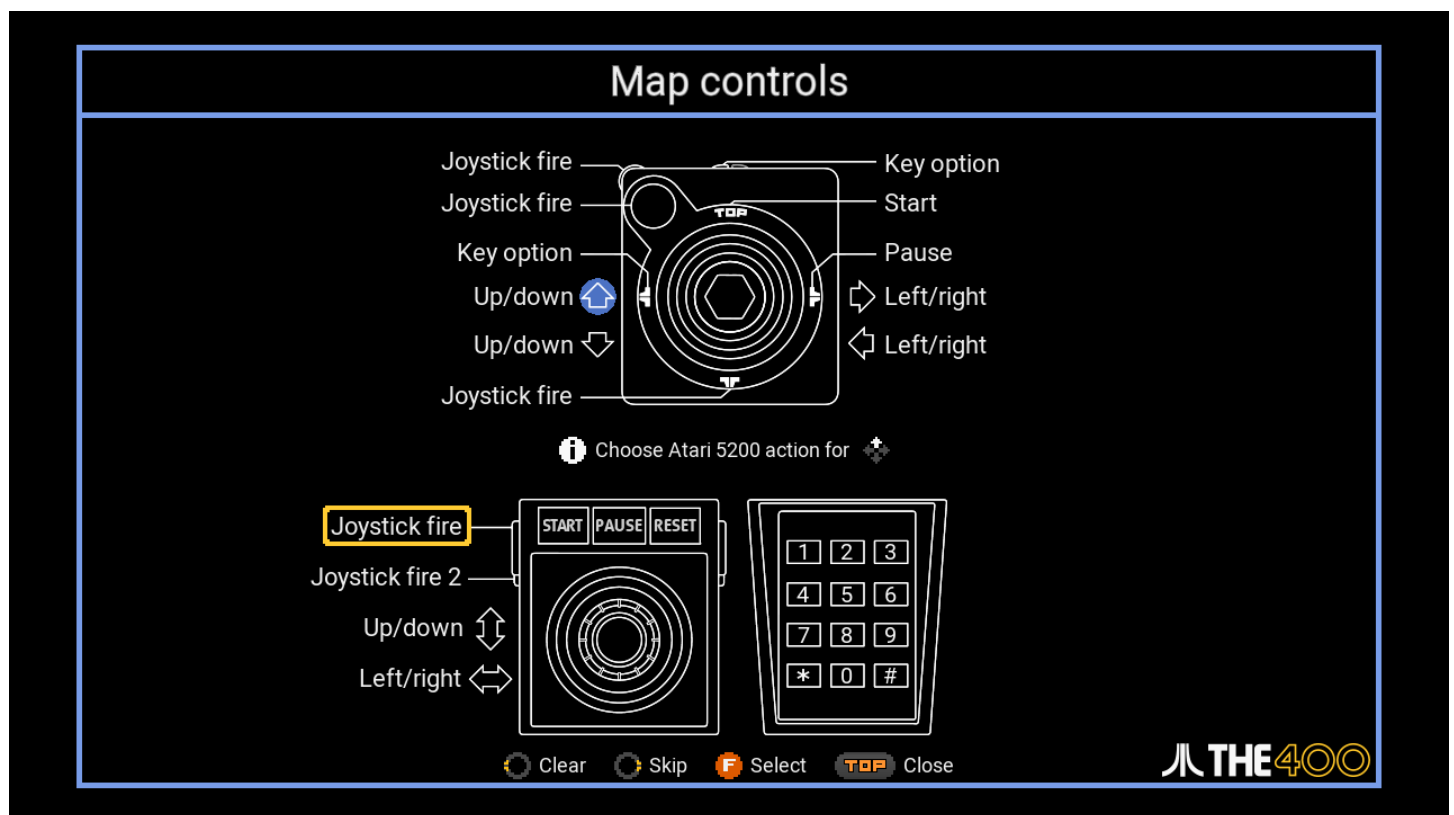 Map controls
Joystick fire
Key option
Joystick fire
TOP
Start
Key option
Pause
Up/down
Left/right
Up/down
Left/right
Joystick fire
i Choose Atari 5200 action for
Joystick fire
START PAUSE RESET
Joystick fire 2
Up/down
Left/right
1 2 3
4 5 6
7 8 9
* 0 #
Clear Skip F Select TOP Close
THE400